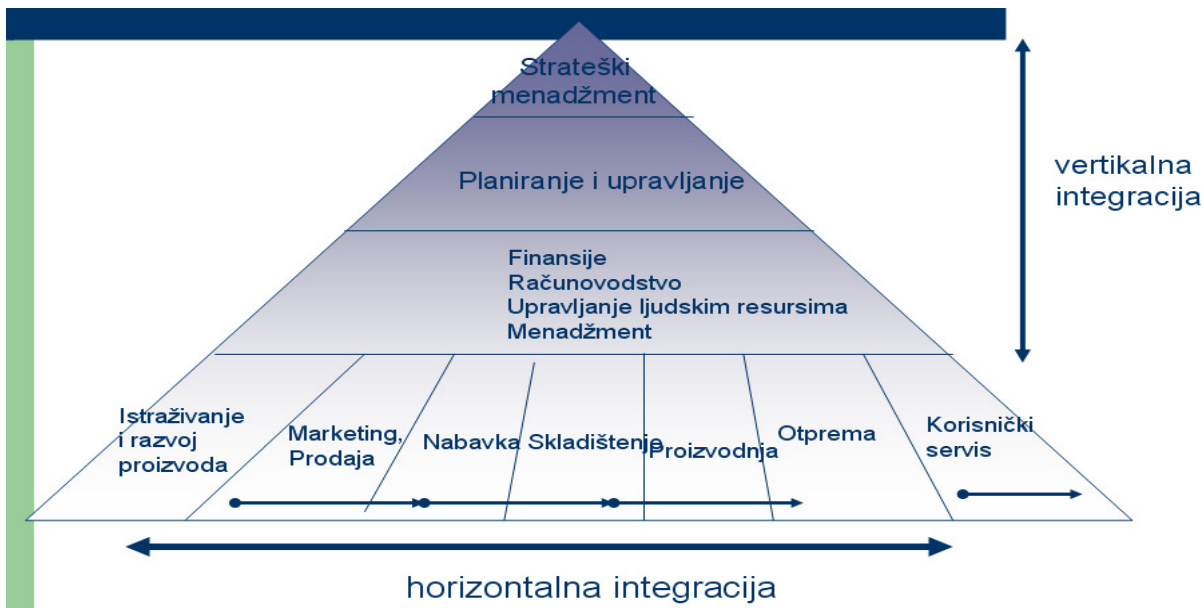 Strateški
menadžment
Planiranje i upravljanje
vertikalna
integracija
Finansije
Računovodstvo
Upravljanje ljudskim resursima
Menadžment
Istraživanje
i razvoj
proizvoda
Marketing,
Prodaja
Nabavka
Skladištenje
Proizvodnja
Otprema
Korisnički
servis
horizontalna integracija